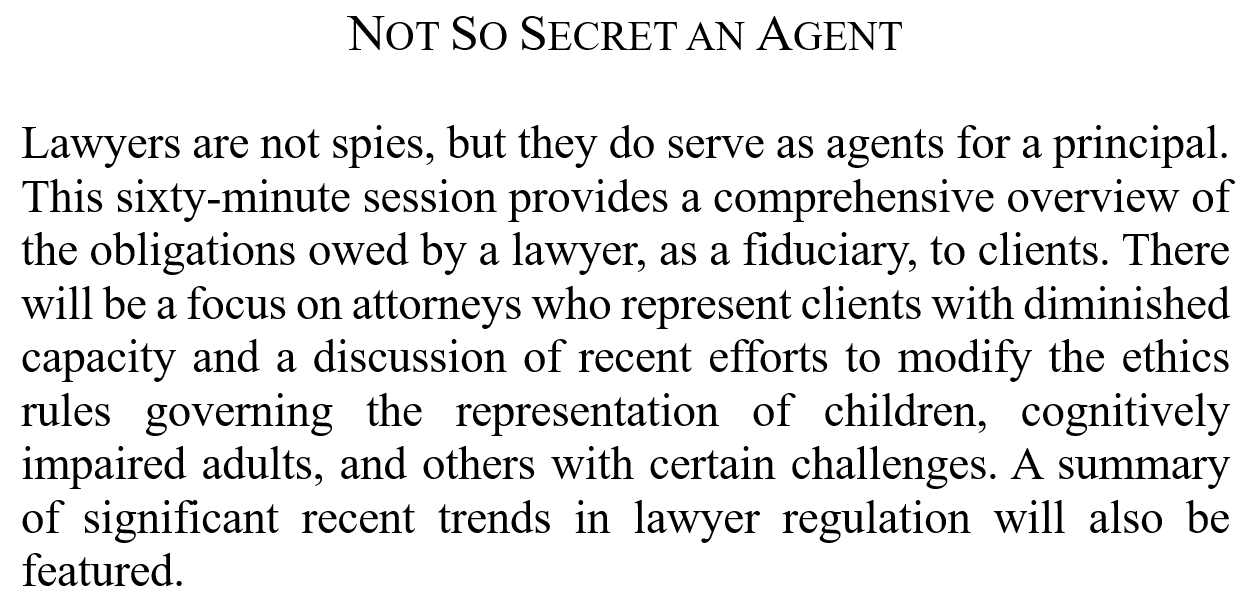 NOT SO SECRET AN AGENT
Lawyers are not spies, but they do serve as agents for a principal.
This sixty-minute session provides a comprehensive overview of
the obligations owed by a lawyer, as a fiduciary, to clients. There
will be a focus on attorneys who represent clients with diminished
capacity and a discussion of recent efforts to modify the ethics
rules governing the representation of children, cognitively
impaired adults, and others with certain challenges. A summary
of significant recent trends in lawyer regulation will also be
featured.